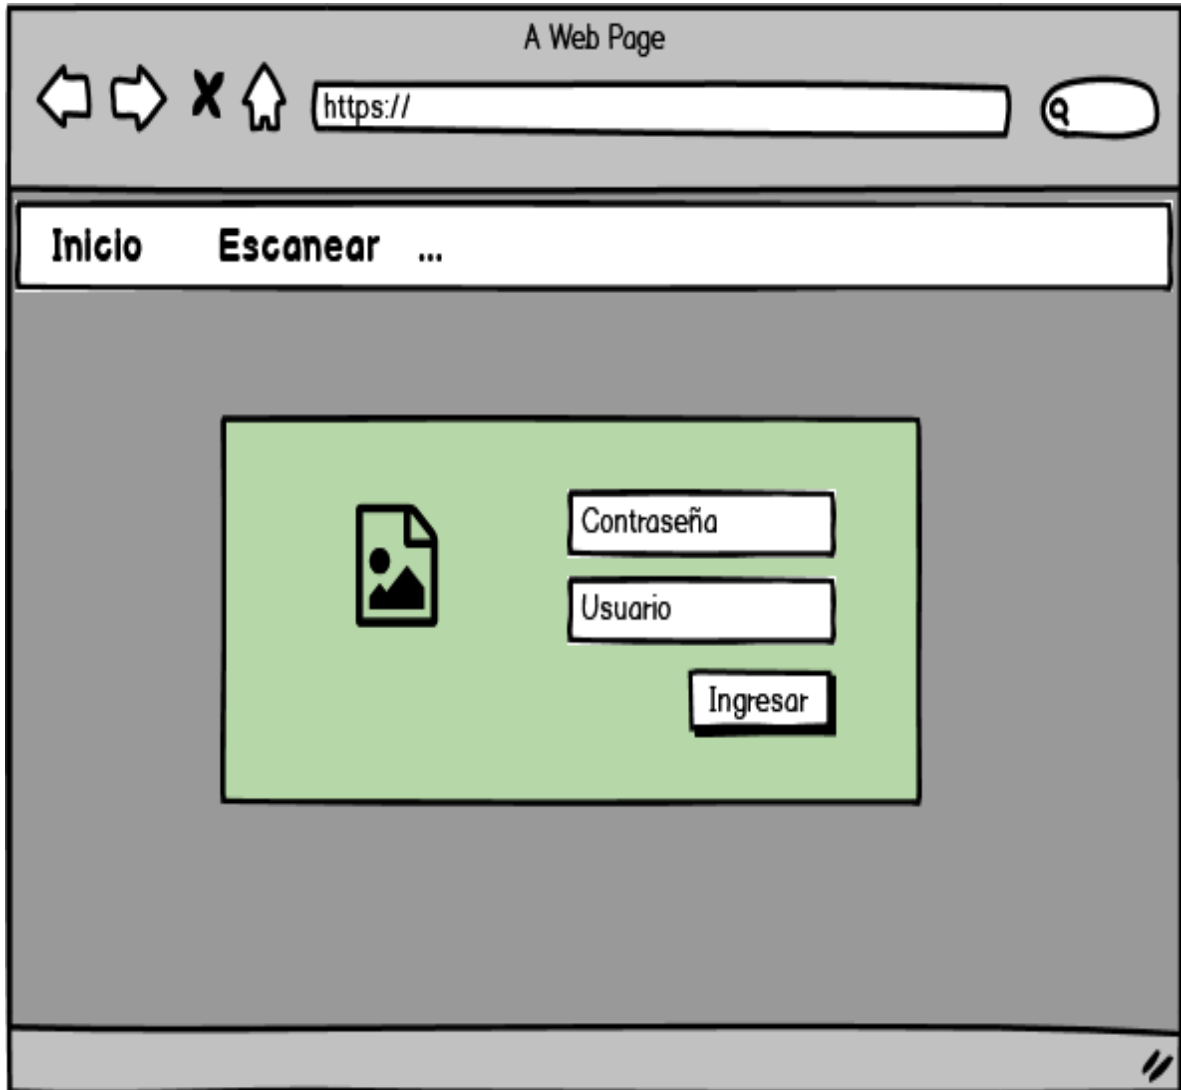 A Web Page
https://
Inicio Escanear ...
Contraseña
Usuario
Ingresar